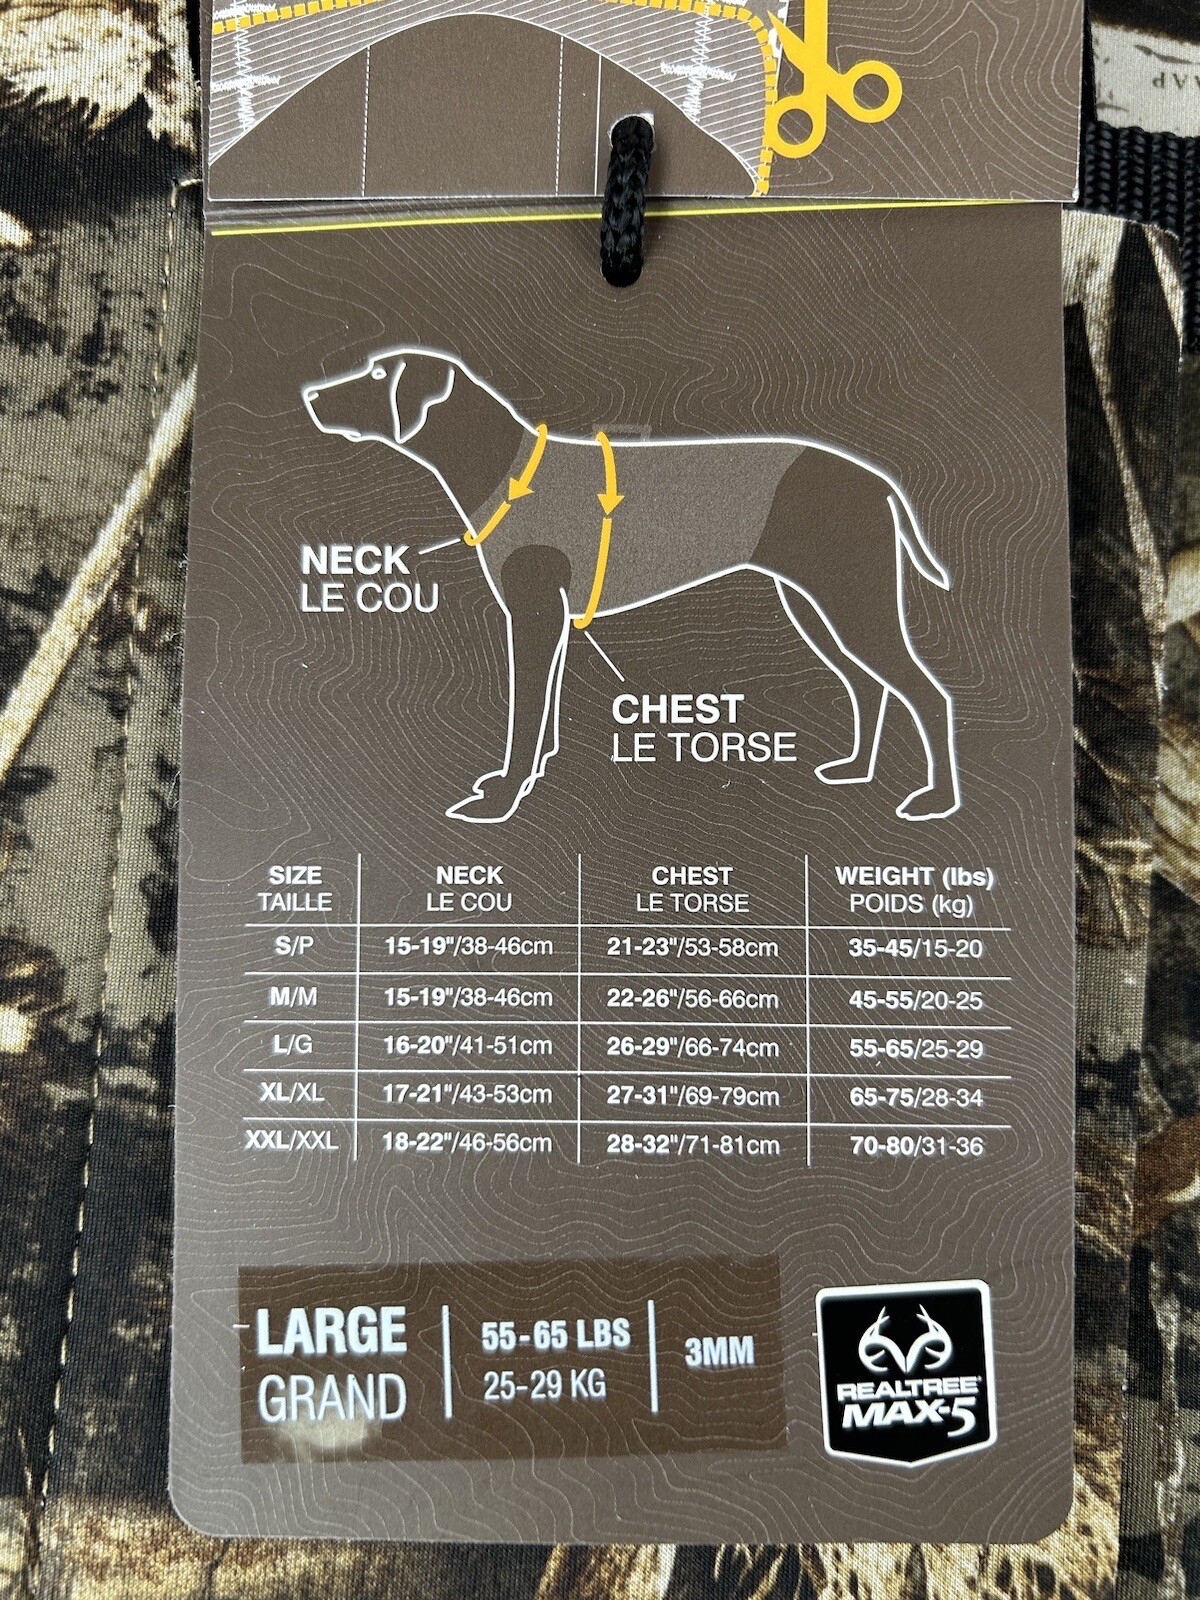 AAP
NECK
LE COU
CHEST
LE TORSE
SIZE NECK CHEST WEIGHT (lbs)
TAILLE LE COU LE TORSE POIDS (kg)
S/P 15-19"/38-46cm 21-23"/53-58cm 35-45/15-20
M/M 15-19"/38-46cm 22-26"/56-66cm 45-55/20-25
L/G 16-20"/41-51cm 26-29"/66-74cm 55-65/25-29
XL/XL 17-21"/43-53cm 27-31"/69-79cm 65-75/28-34
XXL/XXL 18-22"/46-56cm 28-32"/71-81cm 70-80/31-36
LARGE 55-65 LBS 3MM
GRAND 25-29 KG
REALTREE®
MAX-5